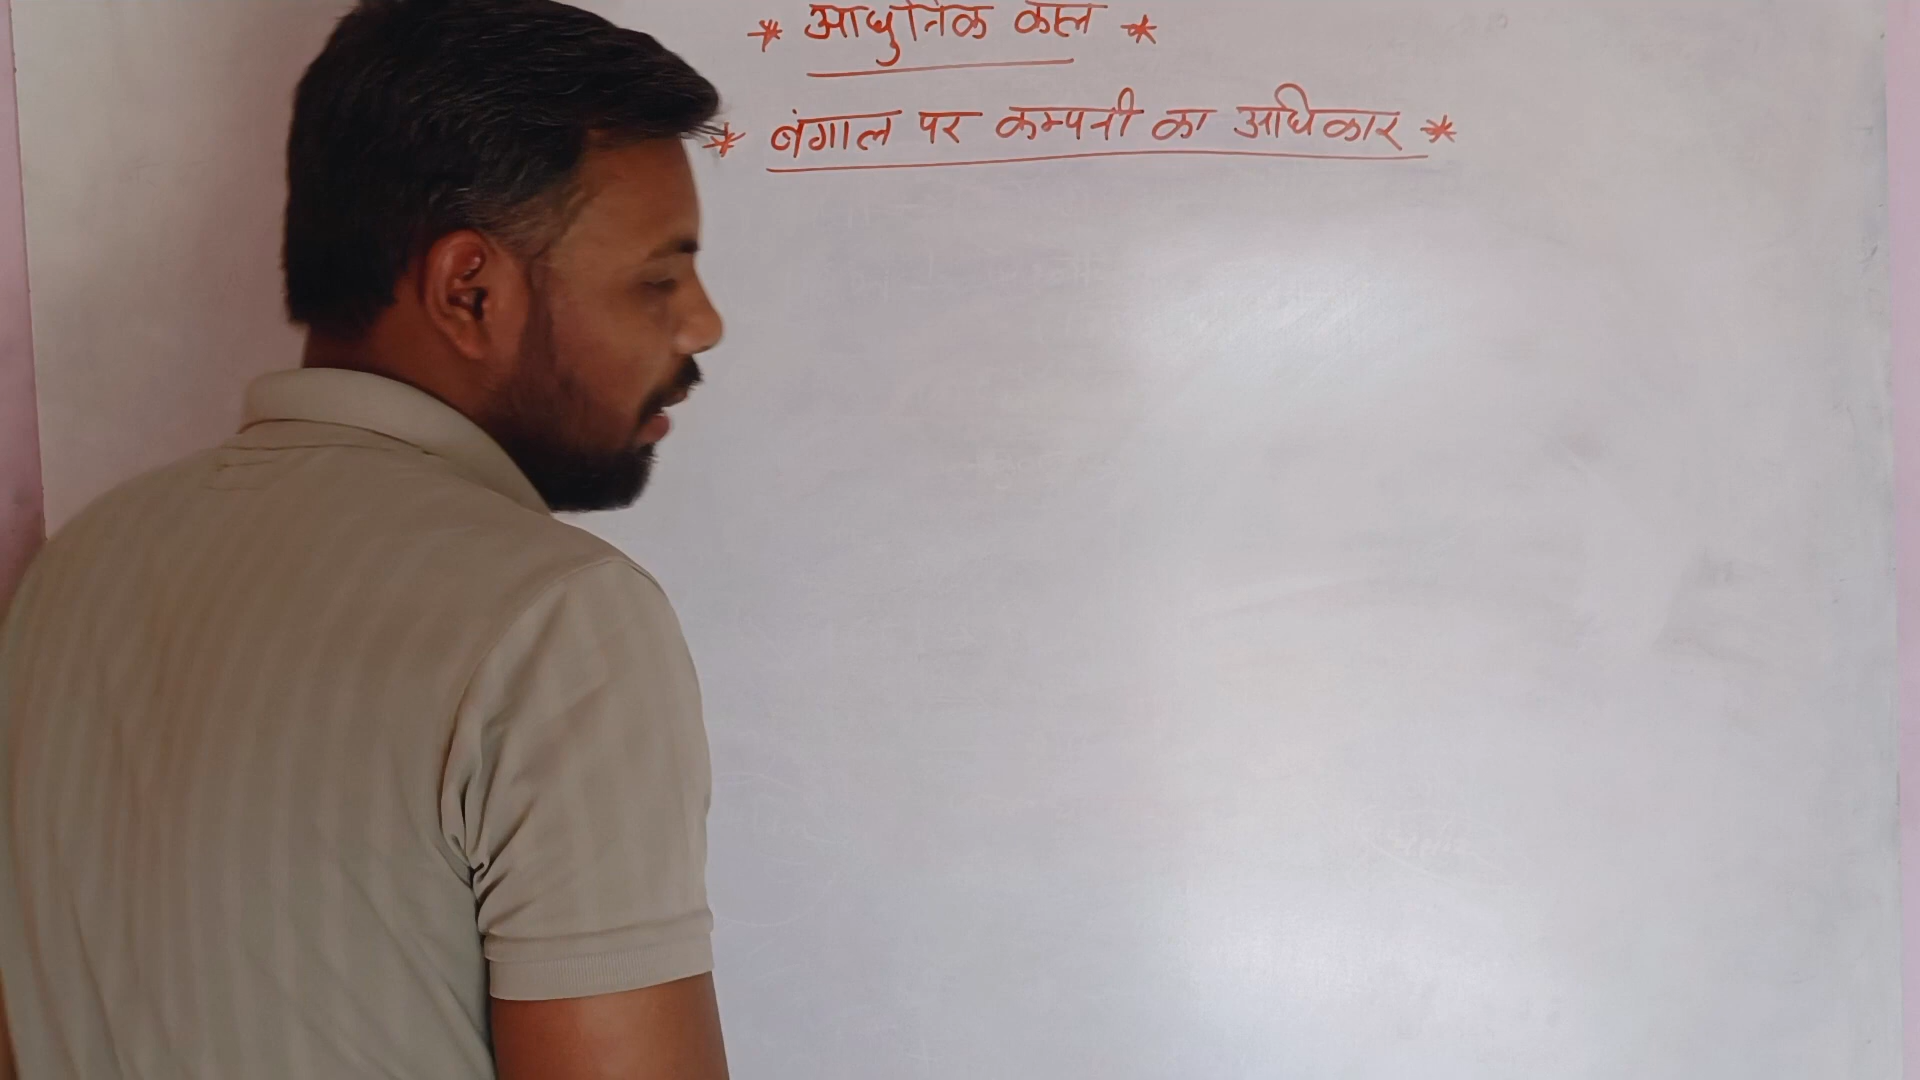 * आधुनिक काल *
* बंगाल पर कम्पनी का अधिकार *